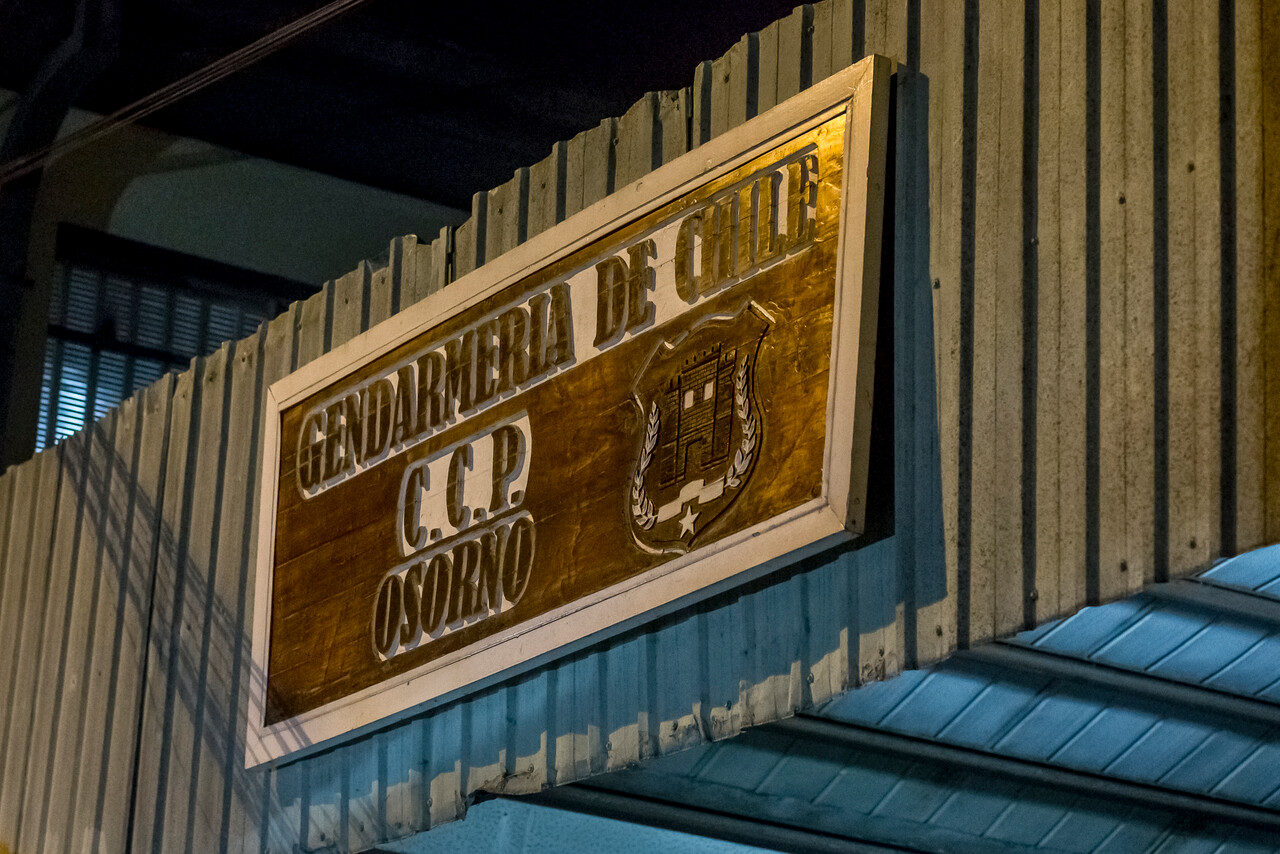 GENDARMERIA DE CHILE
C.C.P.
OSORNO